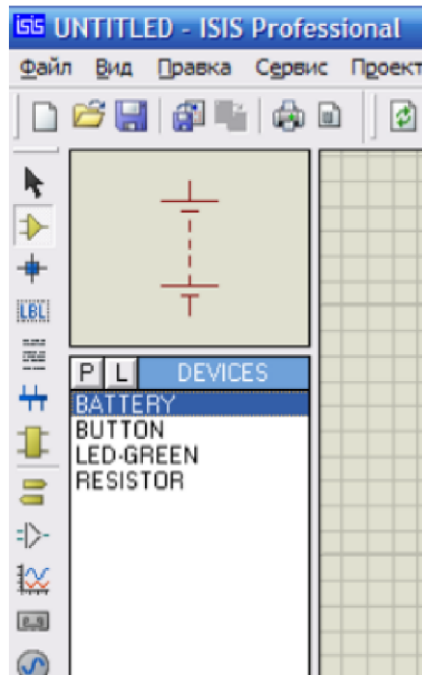 isis UNTITLED - ISIS Professional
Файл Вид Правка Сервис Проект
LBL
P L DEVICES
BATTERY
BUTTON
LED-GREEN
RESISTOR